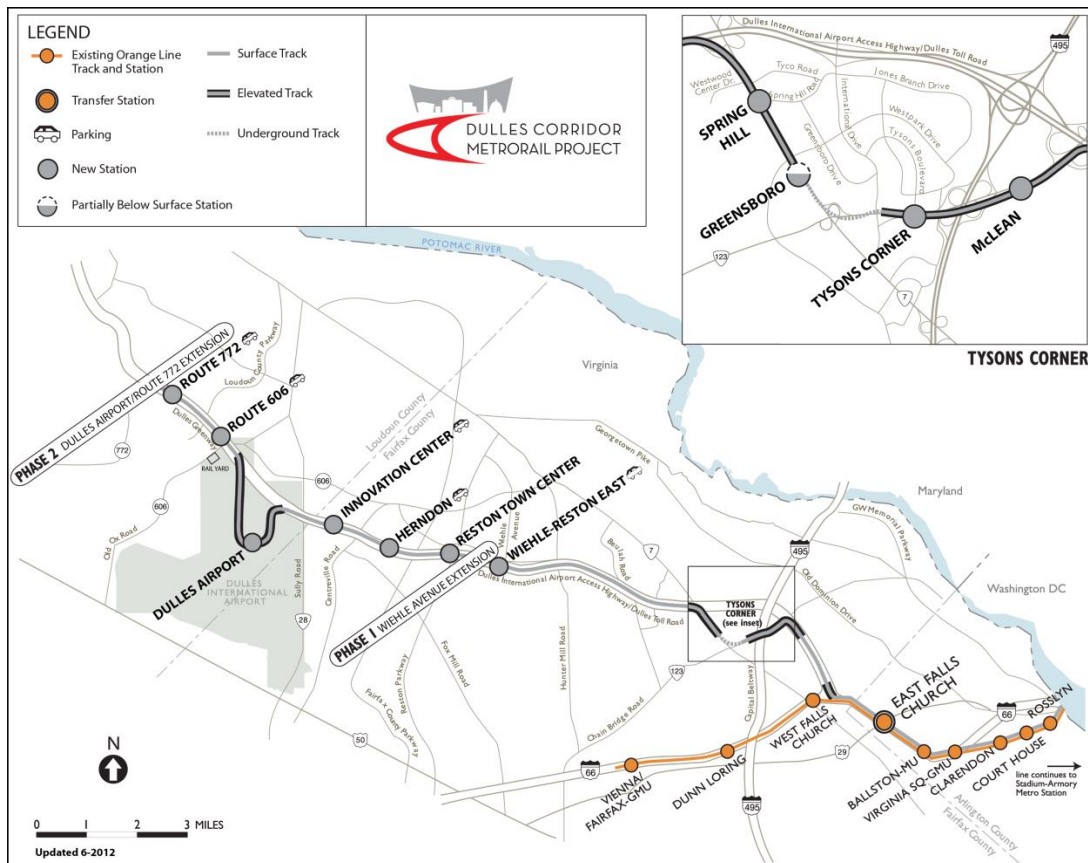 LEGEND
Existing Orange Line
Track and Station
Transfer Station
Parking
New Station
Partially Below Surface Station
Surface Track
Elevated Track
Underground Track
DULLES CORRIDOR
METRORAIL PROJECT
Dulles International Airport Access Highway/Dulles Toll Road
495
Westwood
Center Dr.
Tyco Road
Spring Hill Road
International Drive
Jones Branch Drive
Westpark Drive
Tysons Boulevard
Greensboro Drive
SPRING
HILL
GREENSBORO
TYSONS CORNER
McLEAN
123
7
TYSONS CORNER
POTOMAC RIVER
Virginia
Maryland
Washington DC
PHASE 2 DULLES AIRPORT/ROUTE 772 EXTENSION
ROUTE 772
Loudoun County Parkway
ROUTE 606
Dulles Greenway
RAIL YARD
772
606
Old Ox Road
Loudoun County
Fairfax County
INNOVATION CENTER
606
HERNDON
RESTON TOWN CENTER
Wiehle
Avenue
WIEHLE-RESTON EAST
PHASE 1 WIEHLE AVENUE EXTENSION
DULLES AIRPORT
DULLES
INTERNATIONAL
AIRPORT
Sully Road
28
Centreville Road
Fairfax County Parkway
Reston Parkway
Fox Mill Road
Hunter Mill Road
Dulles International Airport Access Highway/Dulles Toll Road
Beulah Road
7
Georgetown Pike
495
GW Memorial Parkway
Old Dominion Drive
TYSONS
CORNER
(see inset)
123
Chain Bridge Road
Capital Beltway
50
66
VIENNA/
FAIRFAX-GMU
DUNN LORING
WEST FALLS
CHURCH
29
EAST FALLS
CHURCH
495
BALLSTON-MU
VIRGINIA SQ-GMU
CLARENDON
COURT HOUSE
ROSSLYN
66
Arlington County
Fairfax County
line continues to
Stadium-Armory
Metro Station
N
0 1 2 3 MILES
Updated 6-2012